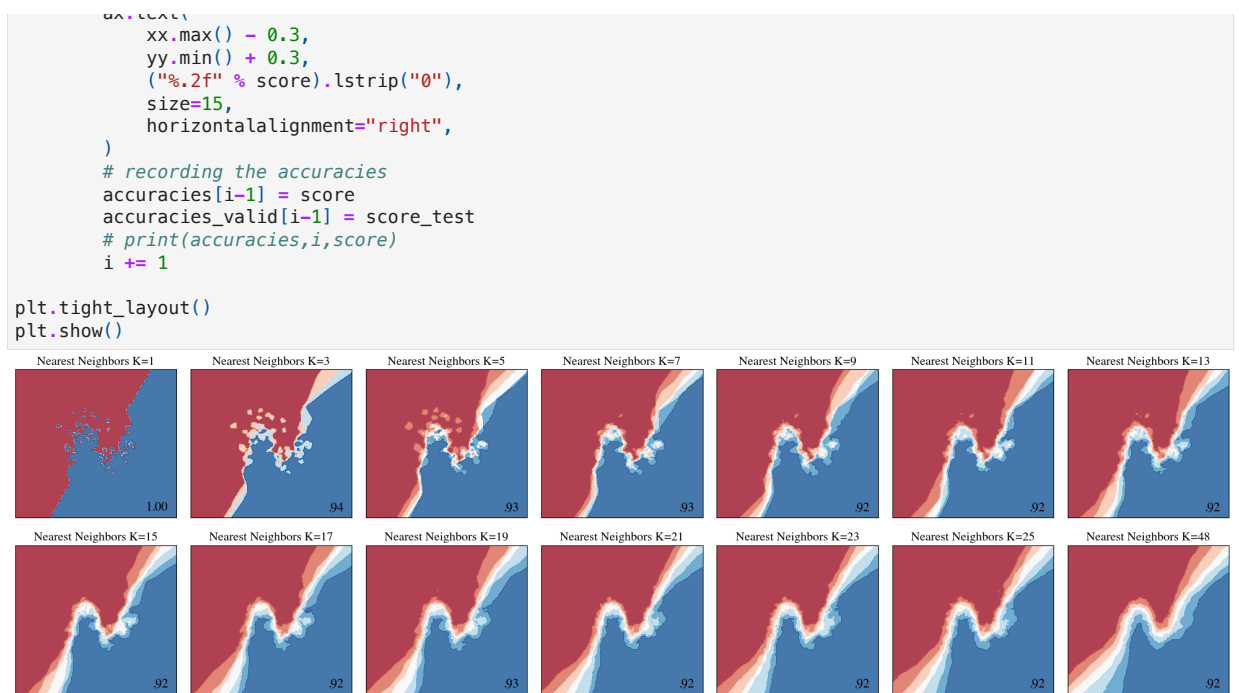 ax.text(
xx.max() - 0.3,
yy.min() + 0.3,
("%.2f" % score).lstrip("0"),
size=15,
horizontalalignment="right",
)
# recording the accuracies
accuracies[i-1] = score
accuracies_valid[i-1] = score_test
# print(accuracies,i,score)
i += 1
plt.tight_layout()
plt.show()
Nearest Neighbors K=1 Nearest Neighbors K=3 Nearest Neighbors K=5 Nearest Neighbors K=7 Nearest Neighbors K=9 Nearest Neighbors K=11 Nearest Neighbors K=13
1.00 .94 .93 .93 .92 .92 .92
Nearest Neighbors K=15 Nearest Neighbors K=17 Nearest Neighbors K=19 Nearest Neighbors K=21 Nearest Neighbors K=23 Nearest Neighbors K=25 Nearest Neighbors K=48
.92 .92 .93 .92 .92 .92 .92